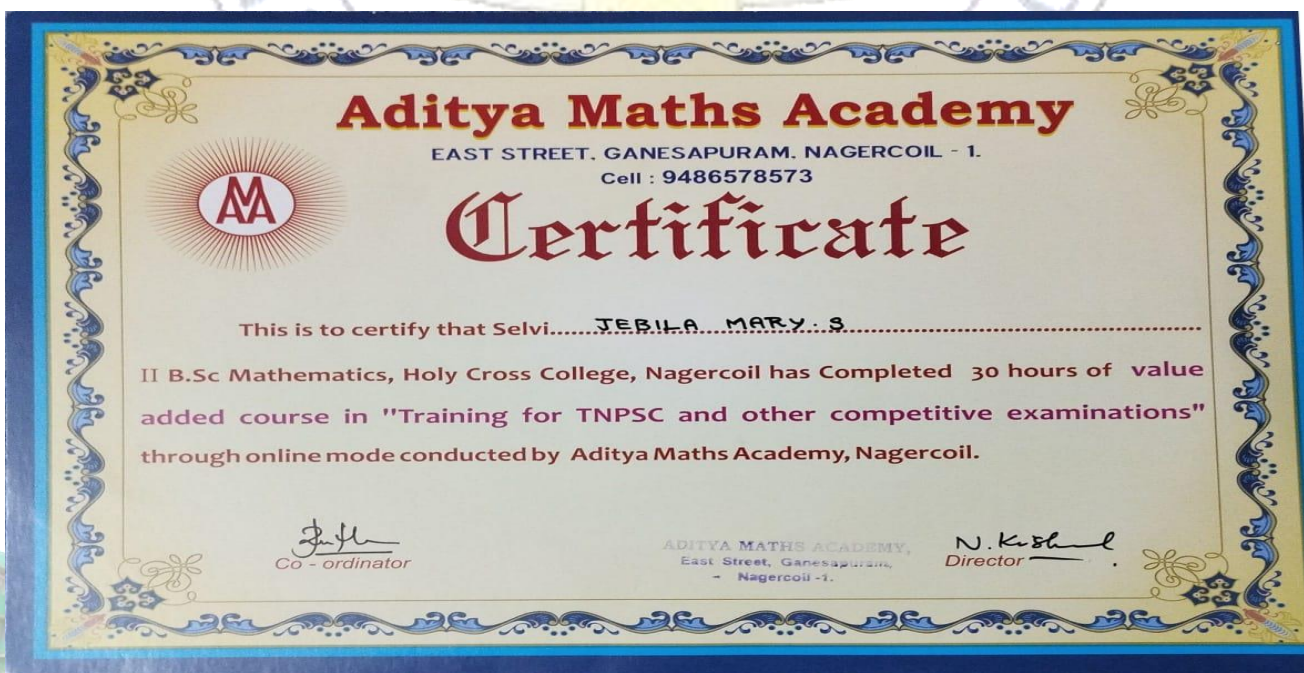 Aditya Maths Academy
EAST STREET, GANESAPURAM, NAGERCOIL - 1.
Cell : 9486578573
AMA
Certificate
This is to certify that Selvi.....JEBILA MARY. S..........
II B.Sc Mathematics, Holy Cross College, Nagercoil has Completed 30 hours of value
added course in "Training for TNPSC and other competitive examinations"
through online mode conducted by Aditya Maths Academy, Nagercoil.
Co - ordinator
ADITYA MATHS ACADEMY,
East Street, Ganesapuram,
- Nagercoil -1.
N.
Director